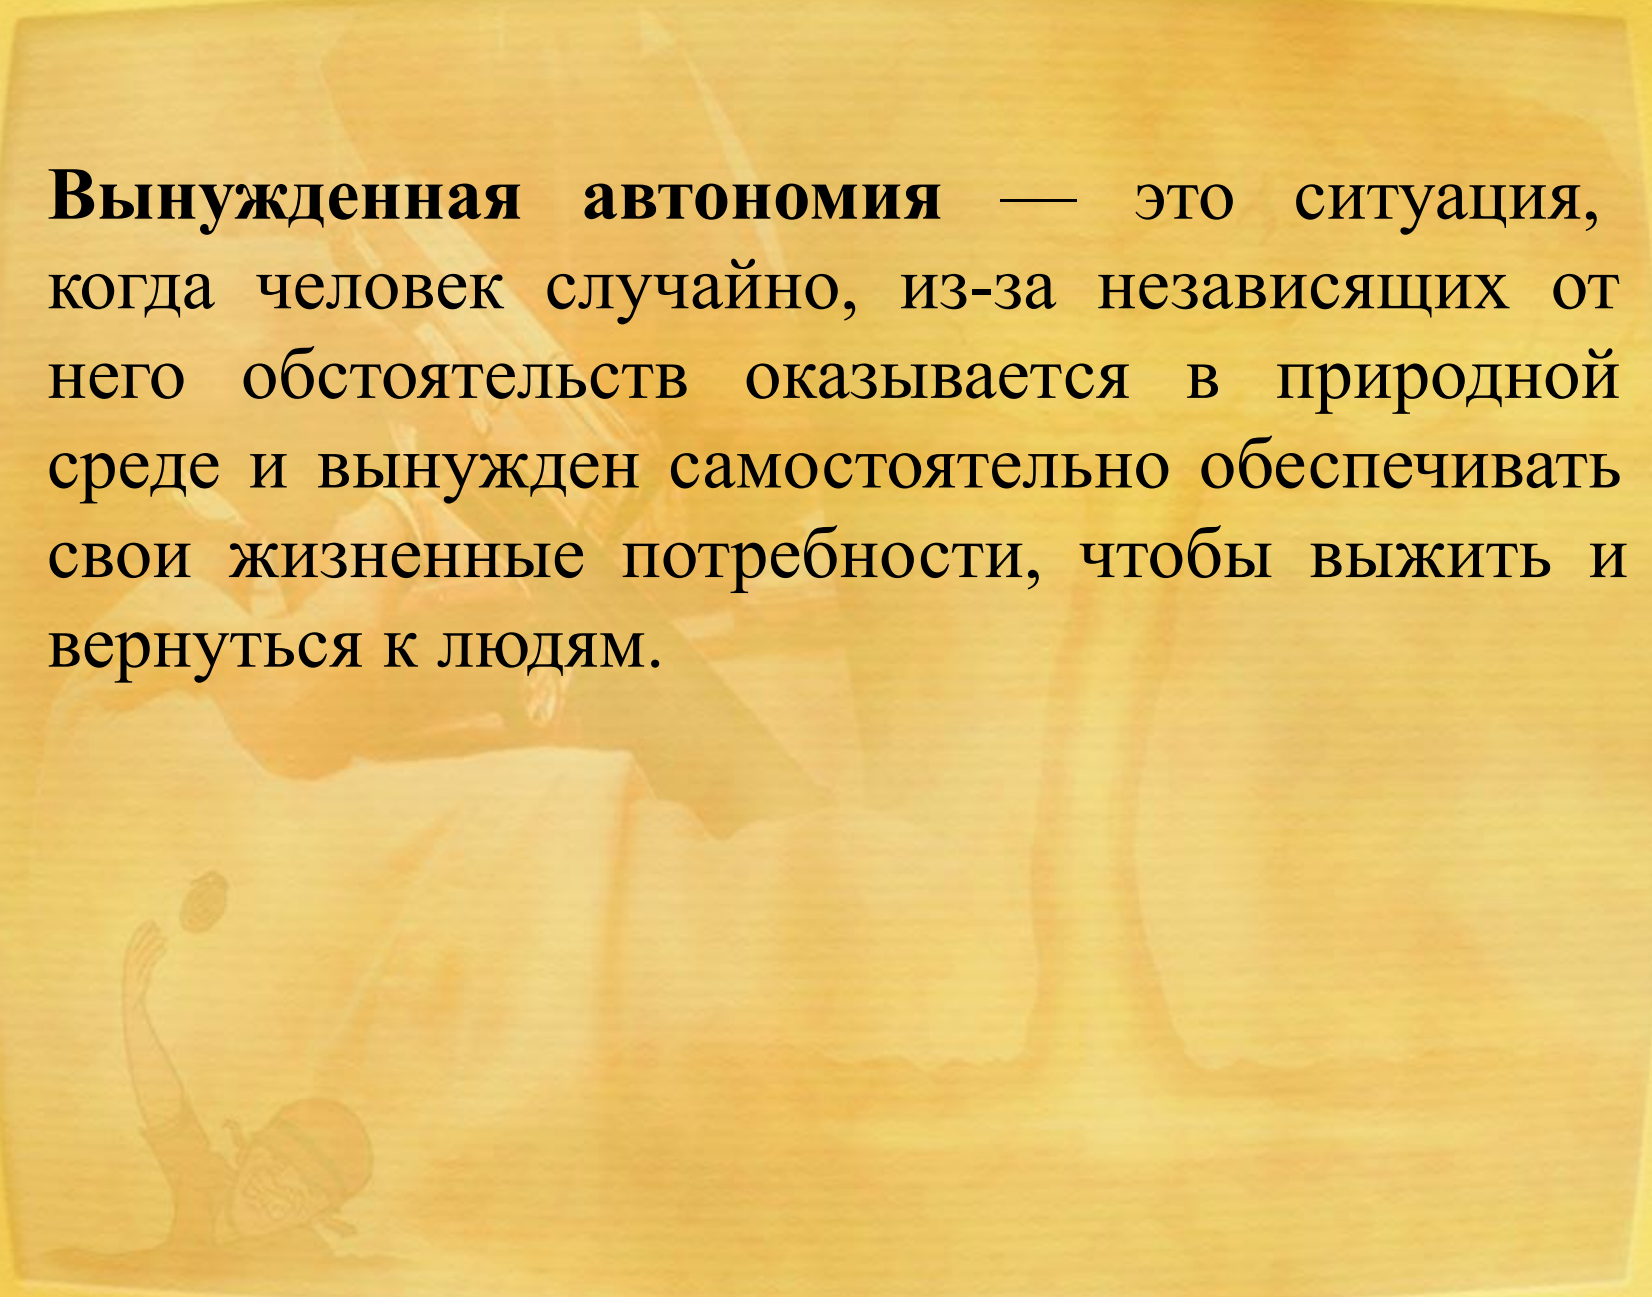 Вынужденная автономия — это ситуация,
когда человек случайно, из-за независящих от
него обстоятельств оказывается в природной
среде и вынужден самостоятельно обеспечивать
свои жизненные потребности, чтобы выжить и
вернуться к людям.